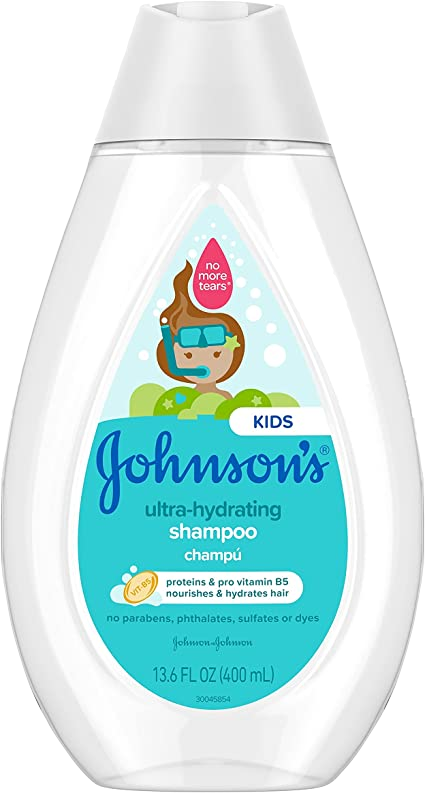 no
more
tears*
KIDS
Johnson's®
ultra-hydrating
shampoo
champú
VIT-B5
proteins & pro vitamin B5
nourishes & hydrates hair
no parabens, phthalates, sulfates or dyes
Johnson & Johnson
13.6 FL OZ (400 mL)
30045854